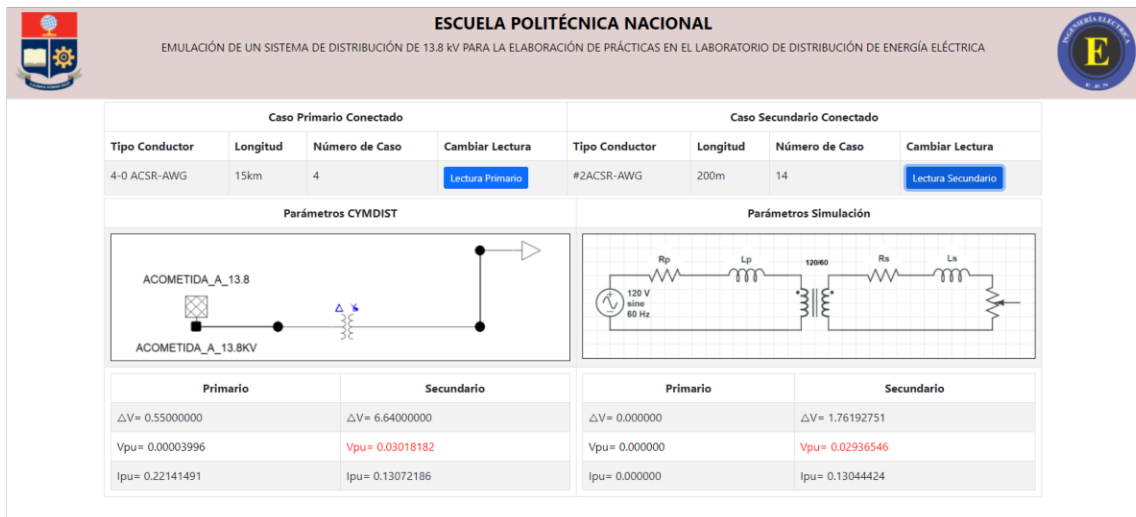 ESCUELA POLITÉCNICA NACIONAL
EMULACIÓN DE UN SISTEMA DE DISTRIBUCIÓN DE 13.8 kV PARA LA ELABORACIÓN DE PRÁCTICAS EN EL LABORATORIO DE DISTRIBUCIÓN DE ENERGÍA ELÉCTRICA
INGENIERÍA ELÉCTRICA
E
E.P.N
Caso Primario Conectado
Caso Secundario Conectado
Tipo Conductor Longitud Número de Caso Cambiar Lectura Tipo Conductor Longitud Número de Caso Cambiar Lectura
4-0 ACSR-AWG 15km 4 Lectura Primario #2ACSR-AWG 200m 14 Lectura Secundario
Parámetros CYMDIST
Parámetros Simulación
ACOMETIDA_A_13.8
ACOMETIDA_A_13.8KV
Rp Lp 120/60 Rs Ls
120 V
sine
60 Hz
Primario Secundario Primario Secundario
△V= 0.55000000 △V= 6.64000000 △V= 0.000000 △V= 1.76192751
Vpu= 0.00003996 Vpu= 0.03018182 Vpu= 0.000000 Vpu= 0.02936546
Ipu= 0.22141491 Ipu= 0.13072186 Ipu= 0.000000 Ipu= 0.13044424